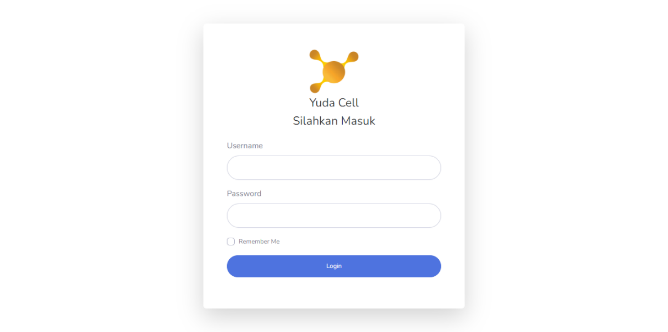 Yuda Cell
Silahkan Masuk
Username
Password
Remember Me
Login